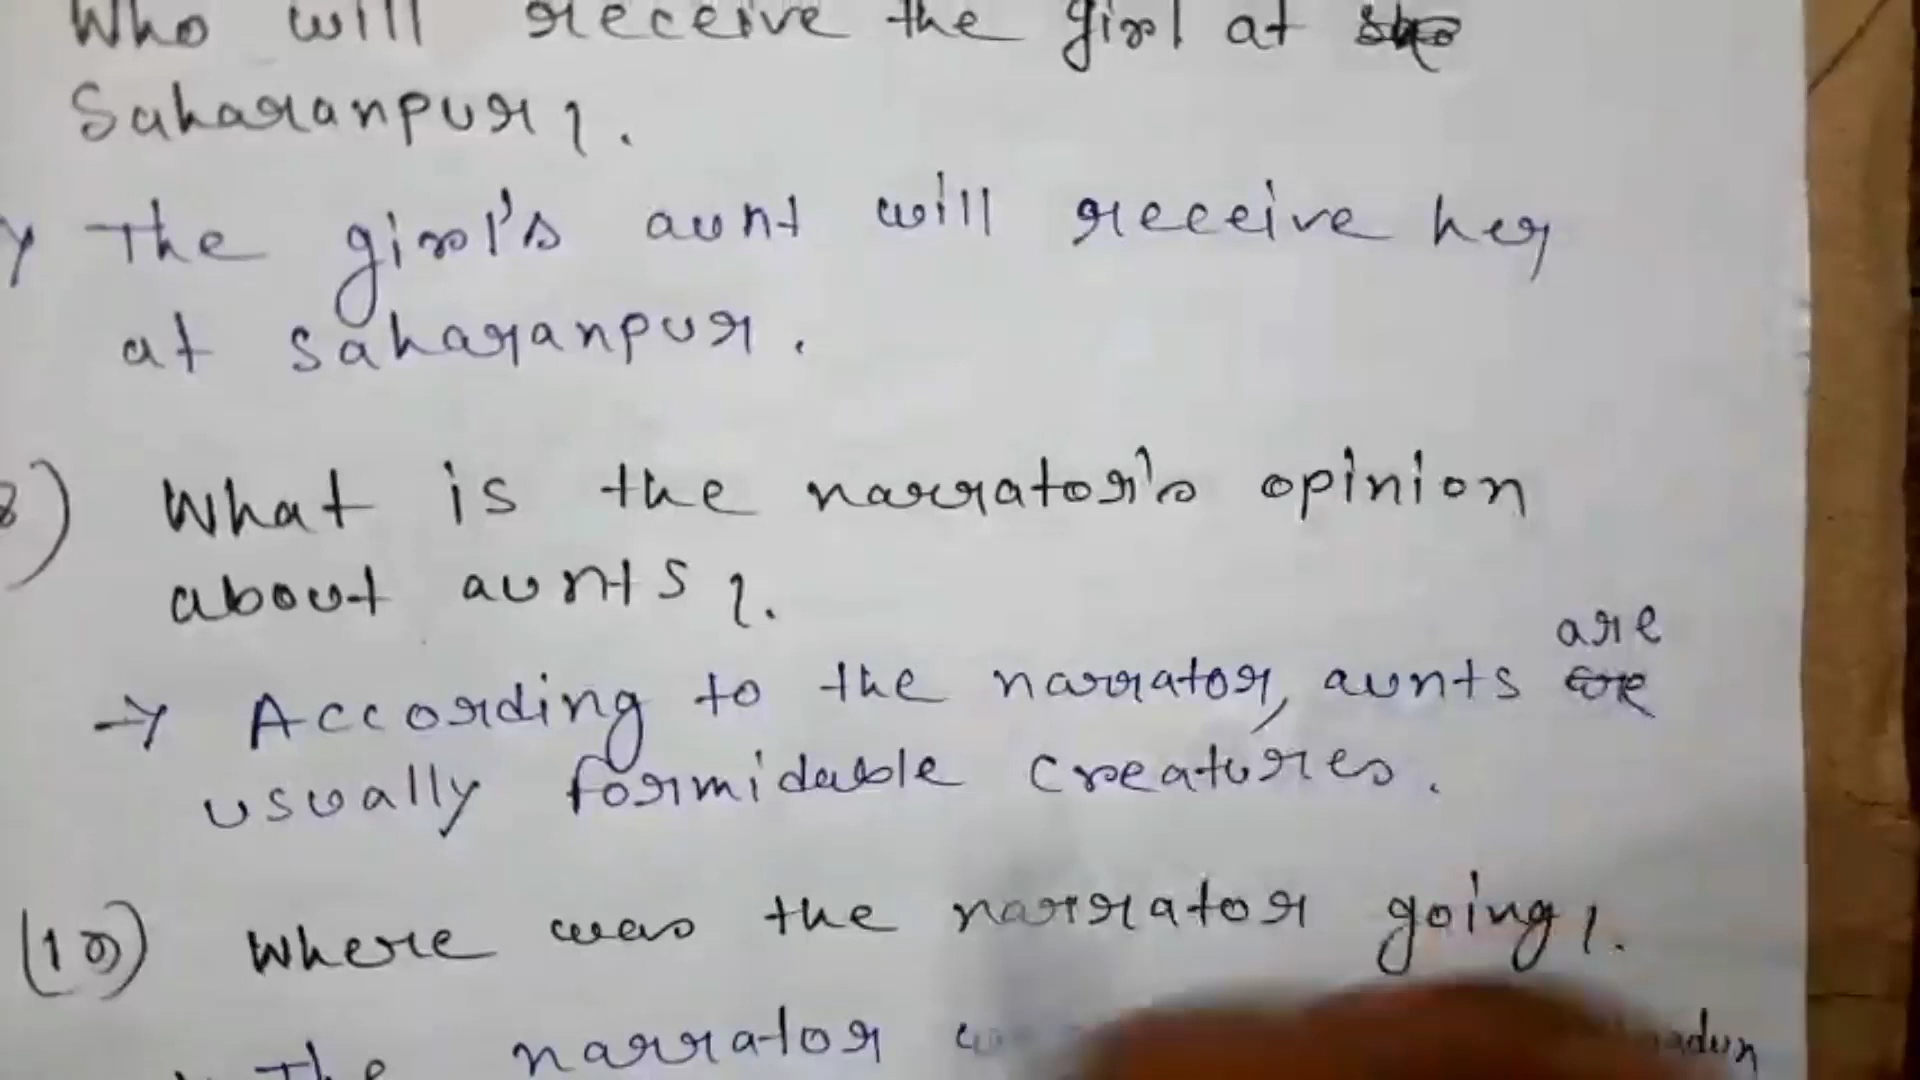 Who will receive the girl at
Saharanpur?
The girl's aunt will receive her
at Saharanpur.
What is the narrator's opinion
about aunts?
→ According to the narrator, aunts are
usually formidable creatures.
(10) Where was the narrator going?
The narrator